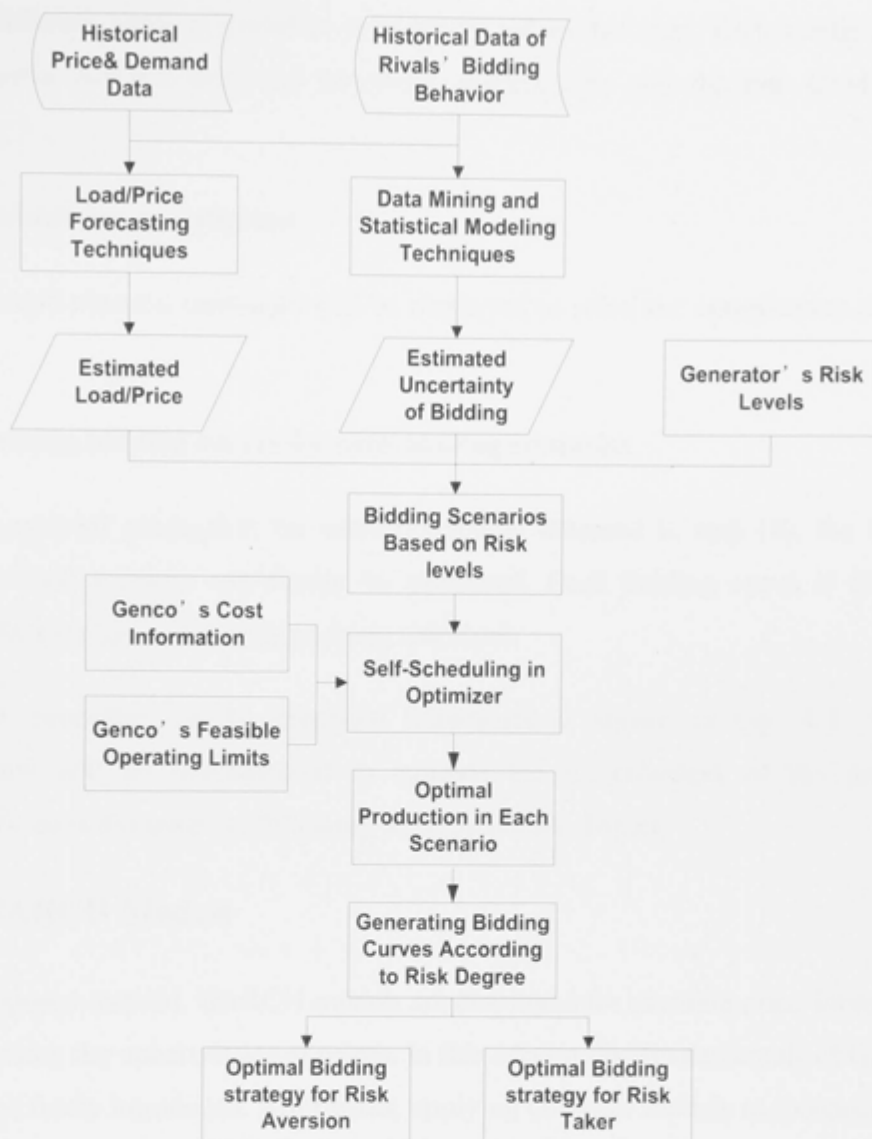 Historical
Price& Demand
Data
Historical Data of
Rivals' Bidding
Behavior
Load/Price
Forecasting
Techniques
Data Mining and
Statistical Modeling
Techniques
Estimated
Load/Price
Estimated
Uncertainty
of Bidding
Generator's Risk
Levels
Bidding Scenarios
Based on Risk
levels
Genco's Cost
Information
Genco's Feasible
Operating Limits
Self-Scheduling in
Optimizer
Optimal
Production in Each
Scenario
Generating Bidding
Curves According
to Risk Degree
Optimal Bidding
strategy for Risk
Aversion
Optimal Bidding
strategy for Risk
Taker